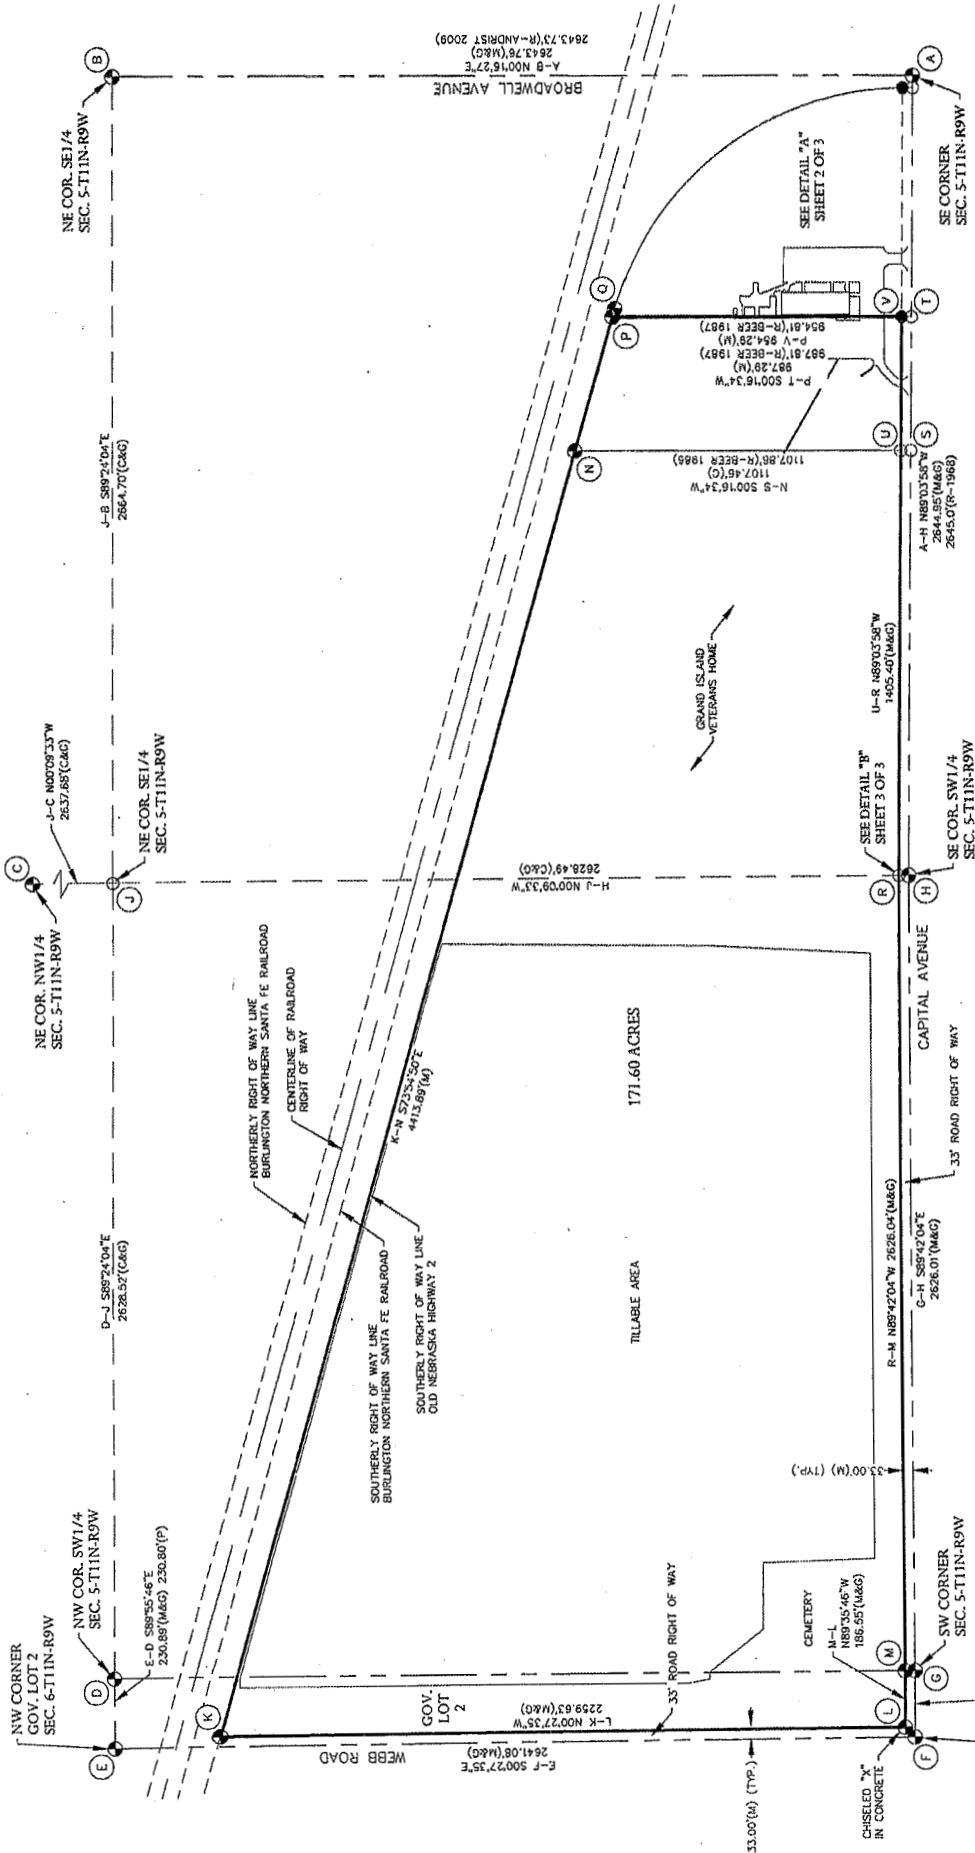 NW CORNER
GOV. LOT 2
SEC. 6-T11N-R9W
NW COR. SW1/4
SEC. 5-T11N-R9W
E
D
E-D S89°55'46"E
230.89'(M&G) 230.80'(P)
D-J S89°24'04"E
2628.52'(C&G)
NE COR. NW1/4
SEC. 5-T11N-R9W
C
J-C N00°09'33"W
2637.68'(C&G)
J
NE COR. SE1/4
SEC. 5-T11N-R9W
J-B S89°24'04"E
2664.70'(C&G)
NE COR. SE1/4
SEC. 5-T11N-R9W
B
BROADWELL AVENUE
A-B N00°16'27"E
2643.76'(M&G)
2643.73'(R-ANDRIST 2009)
NORTHERLY RIGHT OF WAY LINE
BURLINGTON NORTHERN SANTA FE RAILROAD
CENTERLINE OF RAILROAD
RIGHT OF WAY
K
K-N S73°54'50"E
4413.89'(M)
SOUTHERLY RIGHT OF WAY LINE
BURLINGTON NORTHERN SANTA FE RAILROAD
SOUTHERLY RIGHT OF WAY LINE
OLD NEBRASKA HIGHWAY 2
H-J N00°09'33"W
2628.49'(C&G)
N
P
Q
WEBB ROAD
E-F S00°27'35"E
2641.08'(M&G)
L-K N00°27'35"W
2259.63'(M&G)
GOV.
LOT
2
33' ROAD RIGHT OF WAY
TILLABLE AREA
171.60 ACRES
GRAND ISLAND
VETERANS HOME
N-S S00°16'34"W
1107.45'(C)
1107.86'(R-BEER 1986)
P-T S00°16'34"W
987.29'(M)
987.81'(R-BEER 1987)
P-V 954.29'(M)
954.81'(R-BEER 1987)
SEE DETAIL "A"
SHEET 2 OF 3
33.00'(M) (TYP.)
33.00'(M) (TYP.)
CEMETERY
M-L
N89°35'46"W
186.55'(M&G)
CHISELED "X"
IN CONCRETE
L
M
F
G
SW CORNER
SEC. 5-T11N-R9W
R-M N89°42'04"W 2626.04'(M&G)
G-H S89°42'04"E
2626.01'(M&G)
33' ROAD RIGHT OF WAY
CAPITAL AVENUE
SEE DETAIL "B"
SHEET 3 OF 3
R
H
SE COR. SW1/4
SEC. 5-T11N-R9W
U-R N89°03'58"W
1405.40'(M&G)
A-H N89°03'58"W
2644.95'(M&G)
2645.0'(R-1968)
U
S
V
T
A
SE CORNER
SEC. 5-T11N-R9W